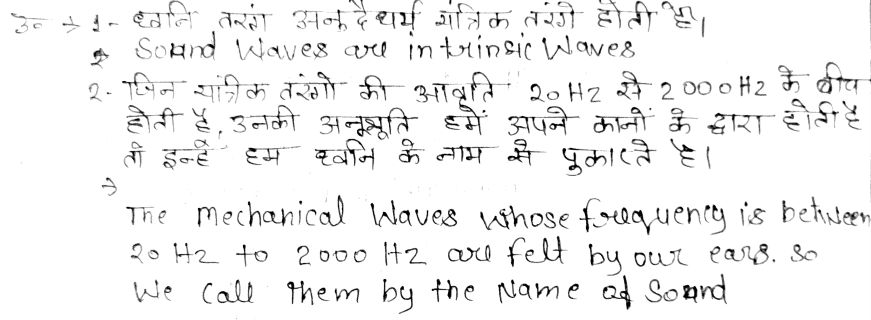 उ० → 1- ध्वनि तरंग अनुदैधर्य यांत्रिक तरंगे होती है।
→ Sound Waves are intrinsic Waves
2- जिन यांत्रिक तरंगो की आवृति 20 Hz से 2000Hz के बीच
होती है, उनकी अनूभूति हमें अपने कानों के द्वारा होती है
तो इन्हें हम ध्वनि के नाम से पुकारते है।
→
The mechanical Waves whose frequency is between
20 Hz to 2000 Hz are felt by our ears. So
We Call them by the Name of Sound